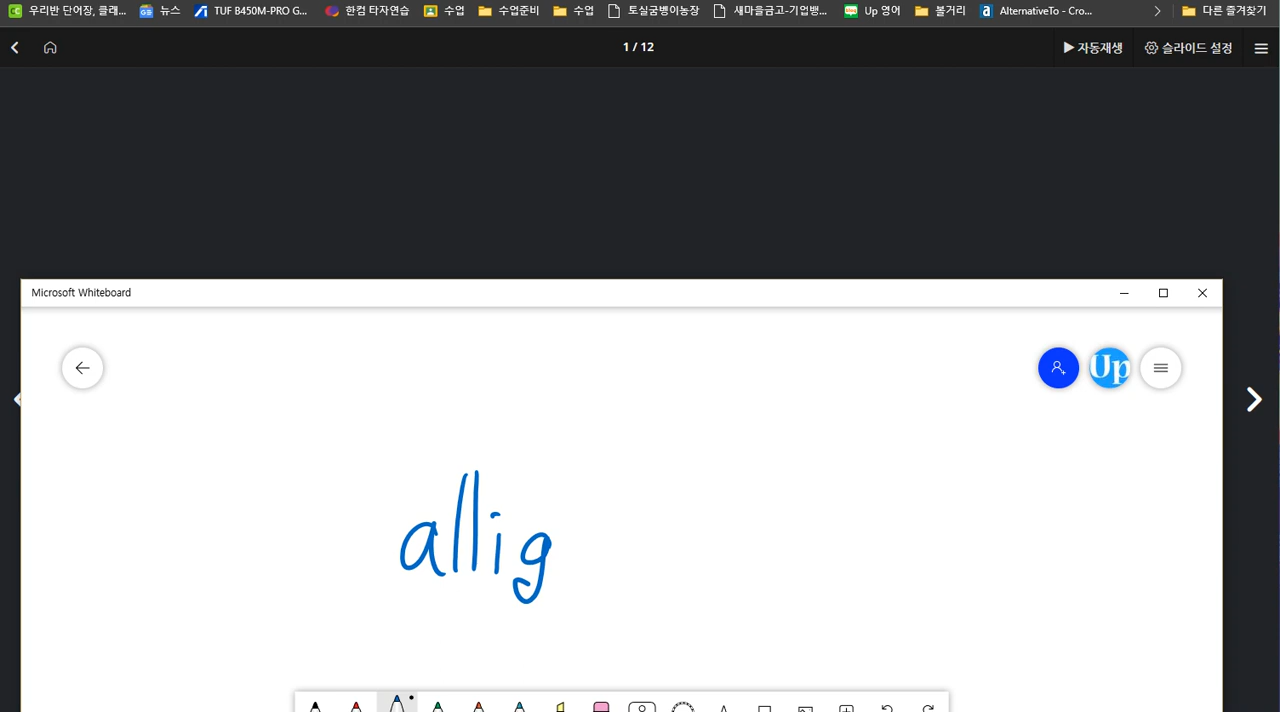 우리반 단어장, 클래... 뉴스 TUF B450M-PRO G... 한컴 타자연습 수업 수업준비 수업 토실굼벵이농장 새마을금고-기업뱅... Up 영어 볼거리 AlternativeTo - Cro... 다른 즐겨찾기
1 / 12 ▶ 자동재생 슬라이드 설정
Microsoft Whiteboard
Up
allig